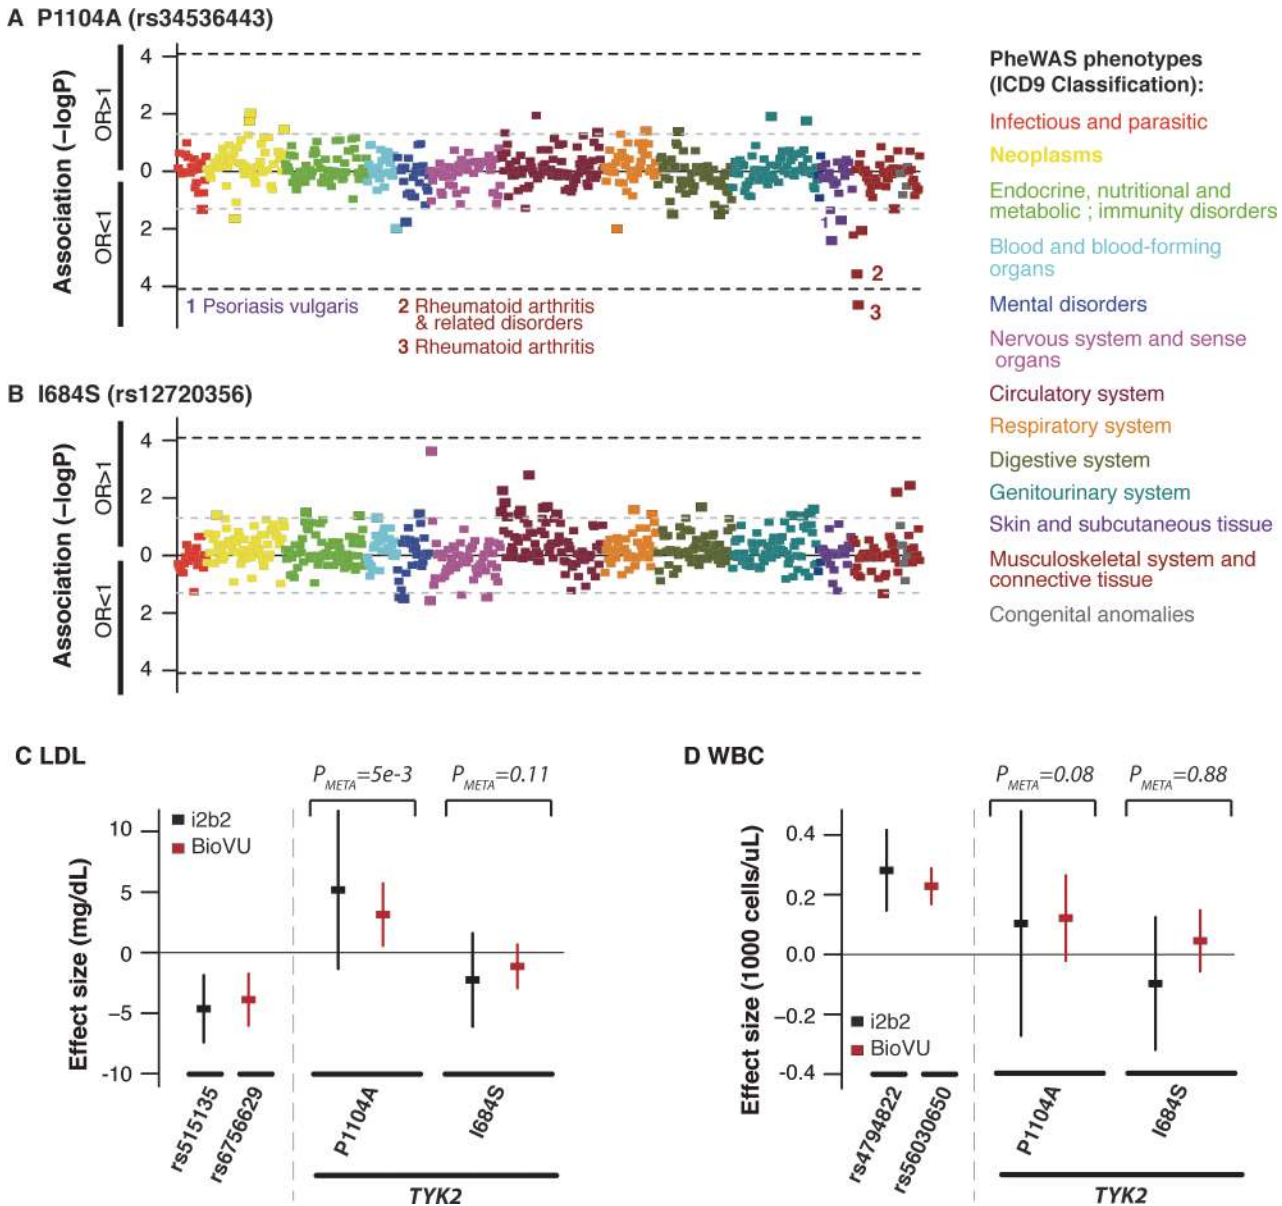 A P1104A (rs34536443)
Association (–logP)
OR>1
OR<1
4
2
0
2
4
1
2
3
1 Psoriasis vulgaris
2 Rheumatoid arthritis
& related disorders
3 Rheumatoid arthritis
PheWAS phenotypes
(ICD9 Classification):
Infectious and parasitic
Neoplasms
Endocrine, nutritional and
metabolic ; immunity disorders
Blood and blood-forming
organs
Mental disorders
Nervous system and sense
organs
Circulatory system
Respiratory system
Digestive system
Genitourinary system
Skin and subcutaneous tissue
Musculoskeletal system and
connective tissue
Congenital anomalies
B I684S (rs12720356)
Association (–logP)
OR>1
OR<1
4
2
0
2
4
C LDL
P META=5e-3
P META=0.11
i2b2
BioVU
Effect size (mg/dL)
10
5
0
–5
-10
rs515135
rs6756629
P1104A
I684S
TYK2
D WBC
P META=0.08
P META=0.88
Effect size (1000 cells/uL)
0.4
0.2
0.0
–0.2
-0.4
i2b2
BioVU
rs4794822
rs56030650
P1104A
I684S
TYK2